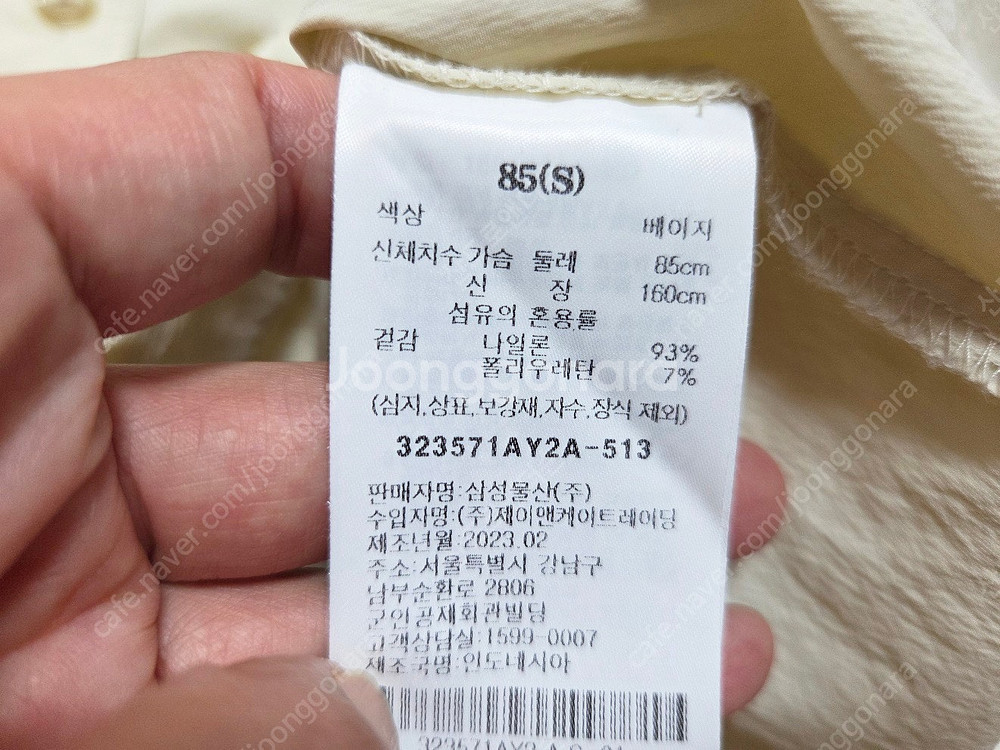 85(S)
색상 베이지
신체치수 가슴 둘레 85cm
신 장 160cm
섬유의 혼용률
겉감 나일론 93%
폴리우레탄 7%
(심지,상표,보강재,자수,장식 제외)
323571AY2A-513
판매자명:삼성물산(주)
수입자명:(주)제이앤케이트레이딩
제조년월:2023.02
주소:서울특별시 강남구
남부순환로 2806
군인공제회관빌딩
고객상담실:1599-0007
제조국명:인도네시아
Joonggonara
cafe.naver.com/joonggonara